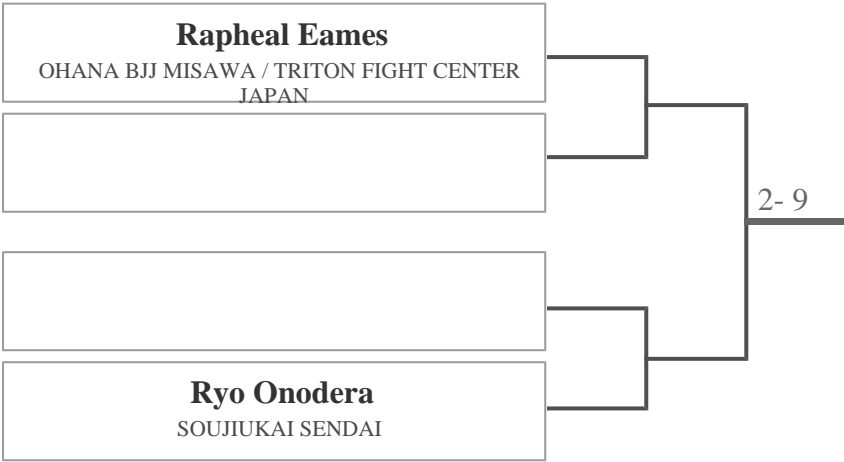 Rapheal Eames
OHANA BJJ MISAWA / TRITON FIGHT CENTER
JAPAN
2- 9
Ryo Onodera
SOUJIUKAI SENDAI